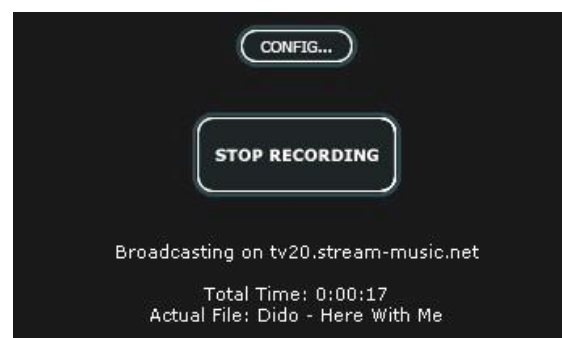 CONFIG...
STOP RECORDING
Broadcasting on tv20.stream-music.net
Total Time: 0:00:17
Actual File: Dido - Here With Me